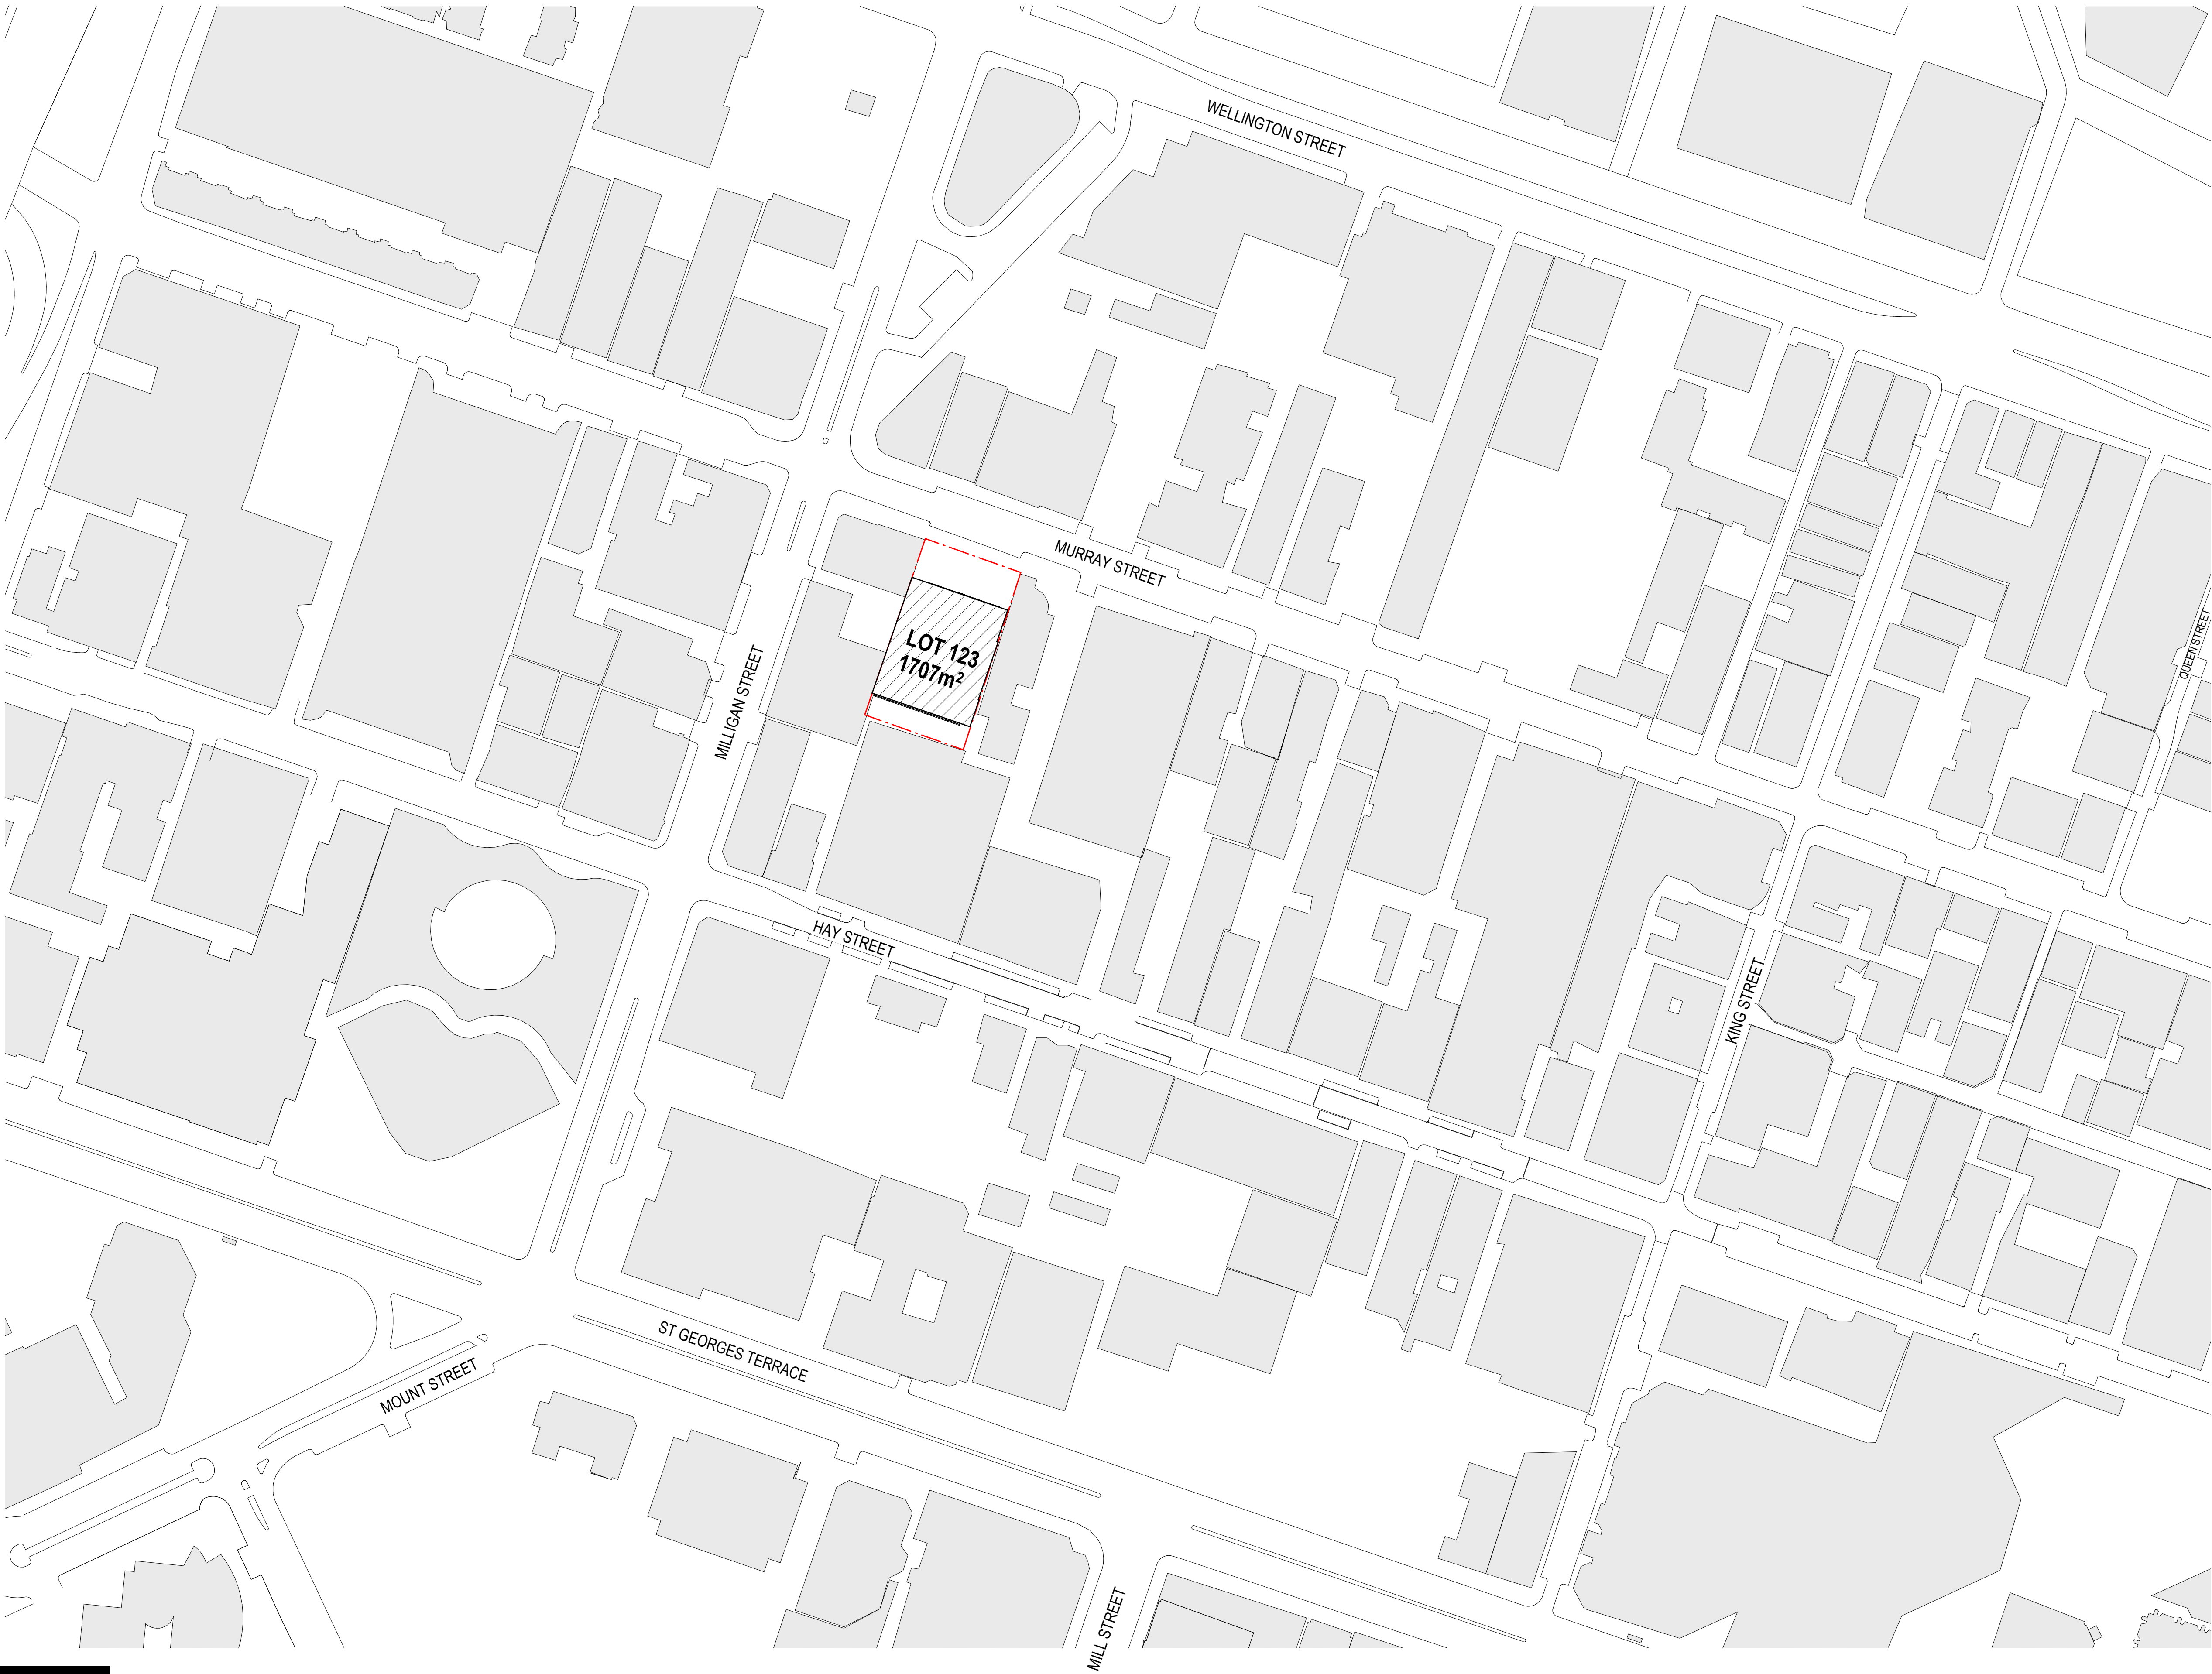 WELLINGTON STREET
MURRAY STREET
QUEEN STREET
LOT 123
1707m²
MILLIGAN STREET
HAY STREET
KING STREET
ST GEORGES TERRACE
MOUNT STREET
MILL STREET